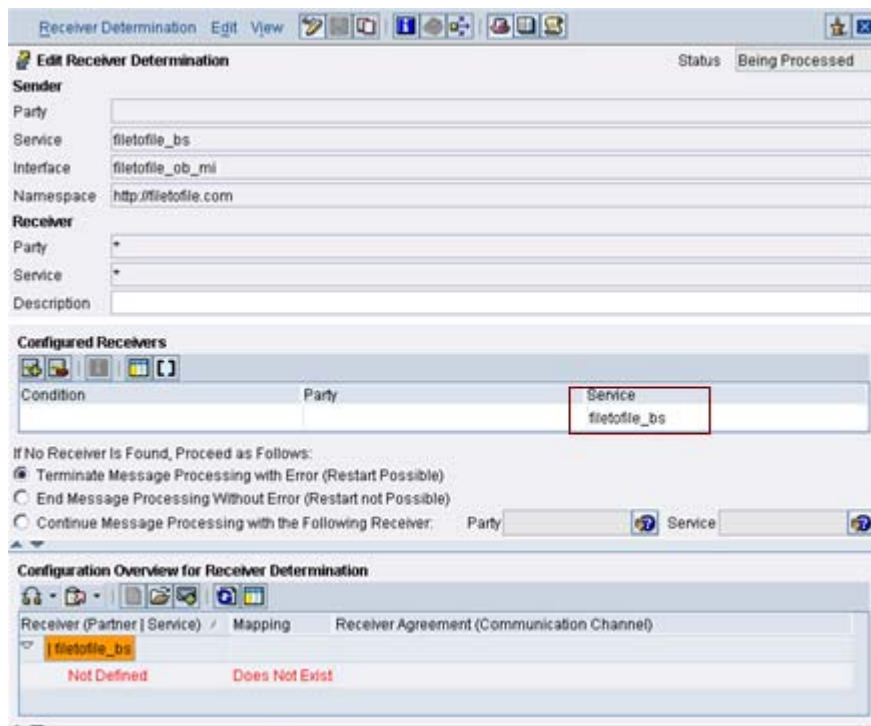 Receiver Determination Edit View
Edit Receiver Determination Status Being Processed
Sender
Party
Service filetofile_bs
Interface filetofile_ob_mi
Namespace http://filetofile.com
Receiver
Party *
Service *
Description
Configured Receivers
Condition Party Service
filetofile_bs
If No Receiver Is Found, Proceed as Follows:
Terminate Message Processing with Error (Restart Possible)
End Message Processing Without Error (Restart not Possible)
Continue Message Processing with the Following Receiver: Party Service
Configuration Overview for Receiver Determination
Receiver (Partner | Service) / Mapping Receiver Agreement (Communication Channel)
| filetofile_bs
Not Defined Does Not Exist